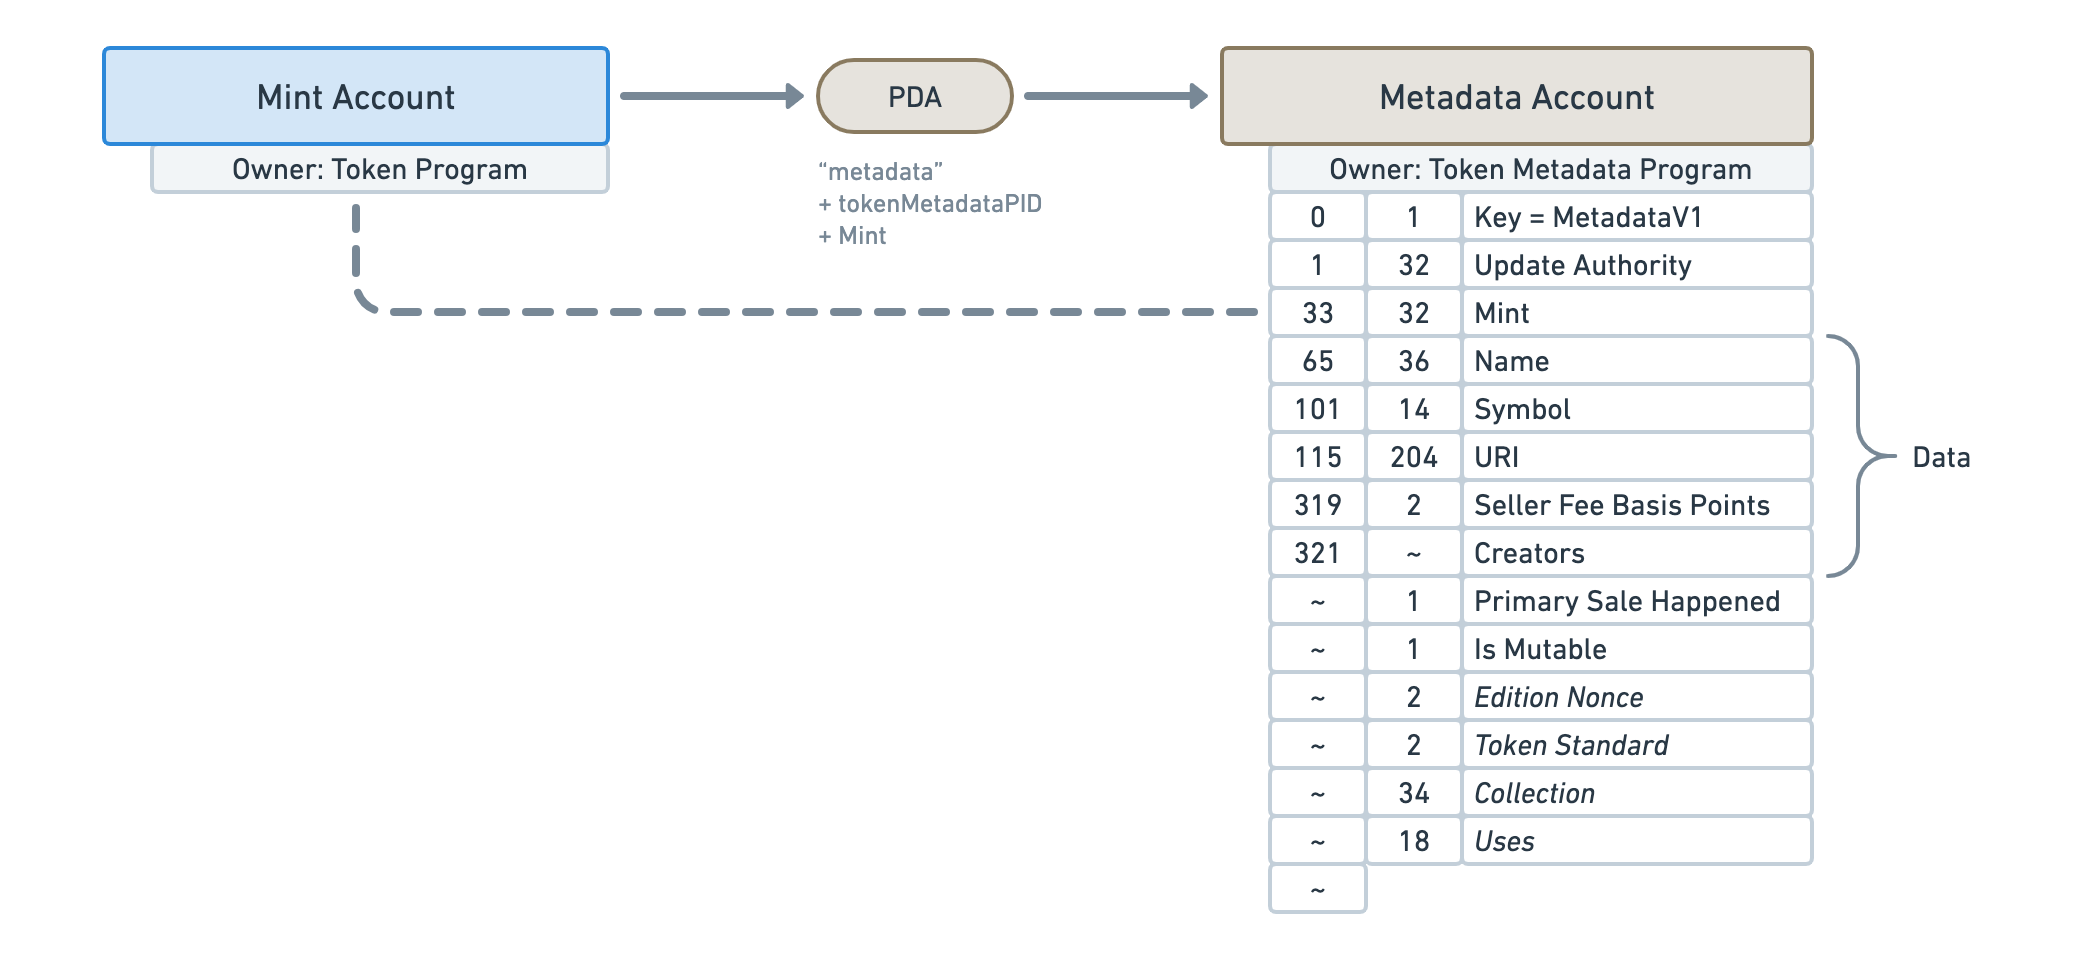 Mint Account
PDA
Metadata Account
Owner: Token Program
“metadata”
+ tokenMetadataPID
+ Mint
Owner: Token Metadata Program
0 1 Key = MetadataV1
1 32 Update Authority
33 32 Mint
65 36 Name
101 14 Symbol
115 204 URI
Data
319 2 Seller Fee Basis Points
321 ~ Creators
~ 1 Primary Sale Happened
~ 1 Is Mutable
~ 2 Edition Nonce
~ 2 Token Standard
~ 34 Collection
~ 18 Uses
~